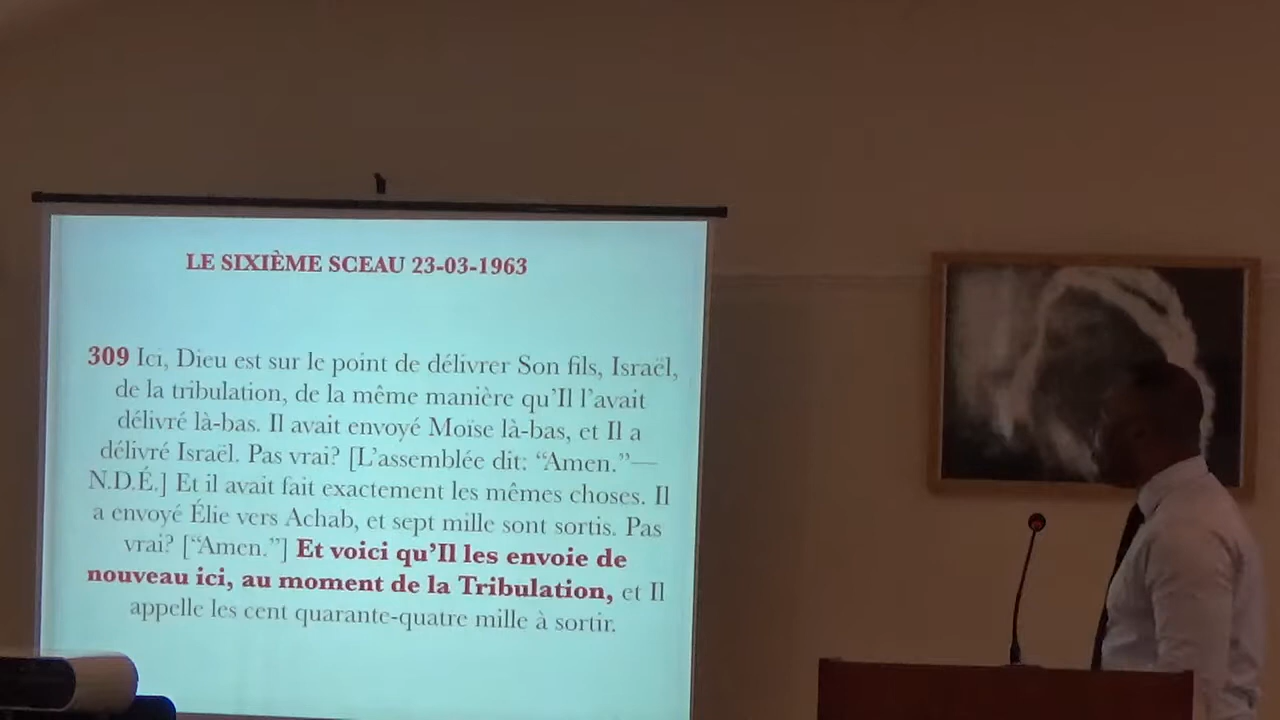 LE SIXIÈME SCEAU 23-03-1963
309 Ici, Dieu est sur le point de délivrer Son fils, Israël,
de la tribulation, de la même manière qu’Il l’avait
délivré là-bas. Il avait envoyé Moïse là-bas, et Il a
délivré Israël. Pas vrai? [L’assemblée dit: “Amen.”—
N.D.É.] Et il avait fait exactement les mêmes choses. Il
a envoyé Élie vers Achab, et sept mille sont sortis. Pas
vrai? [“Amen.”] Et voici qu’Il les envoie de
nouveau ici, au moment de la Tribulation, et Il
appelle les cent quarante-quatre mille à sortir.